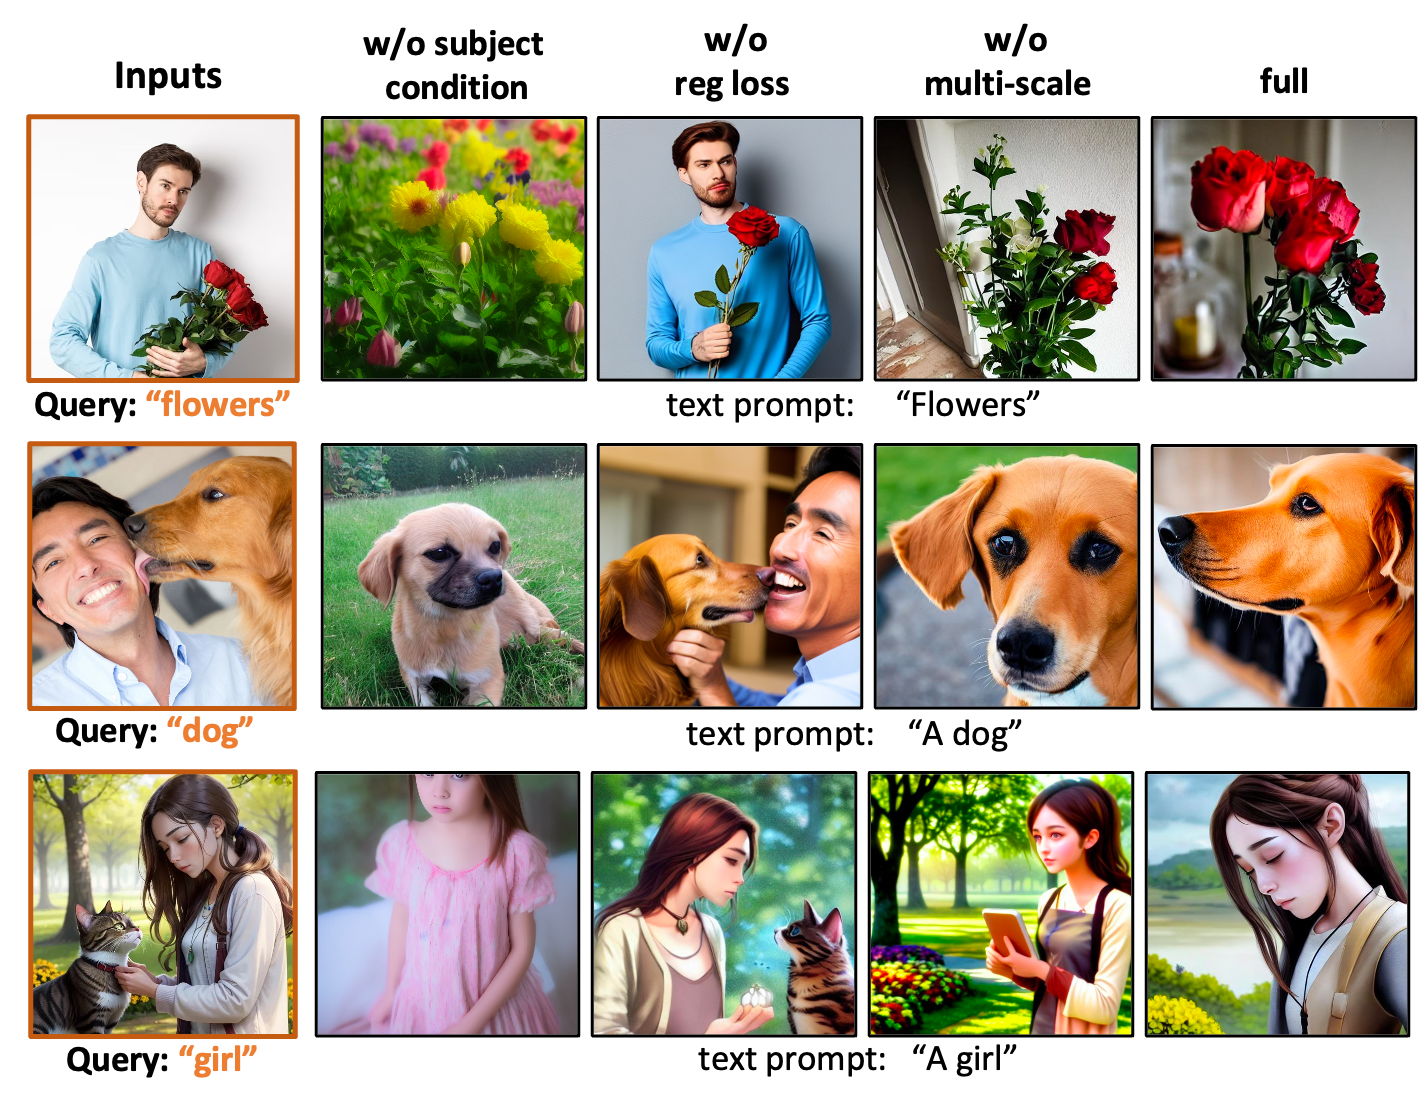 Inputs
w/o subject
condition
w/o
reg loss
w/o
multi-scale
full
Query: “flowers”
text prompt: “Flowers”
Query: “dog”
text prompt: “A dog”
Query: “girl”
text prompt: “A girl”